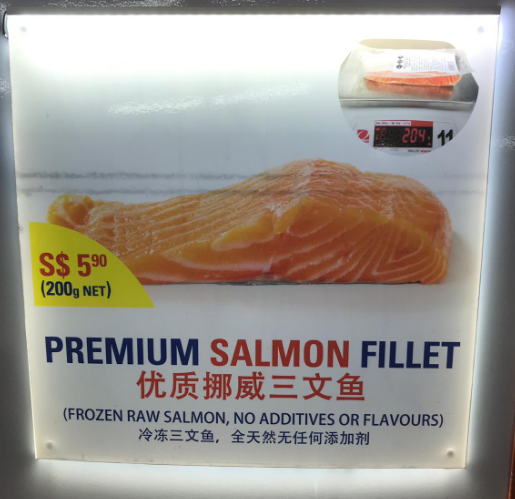 204
11
S$ 5.90
(200g NET)
PREMIUM SALMON FILLET
优质挪威三文鱼
(FROZEN RAW SALMON, NO ADDITIVES OR FLAVOURS)
冷冻三文鱼，全天然无任何添加剂